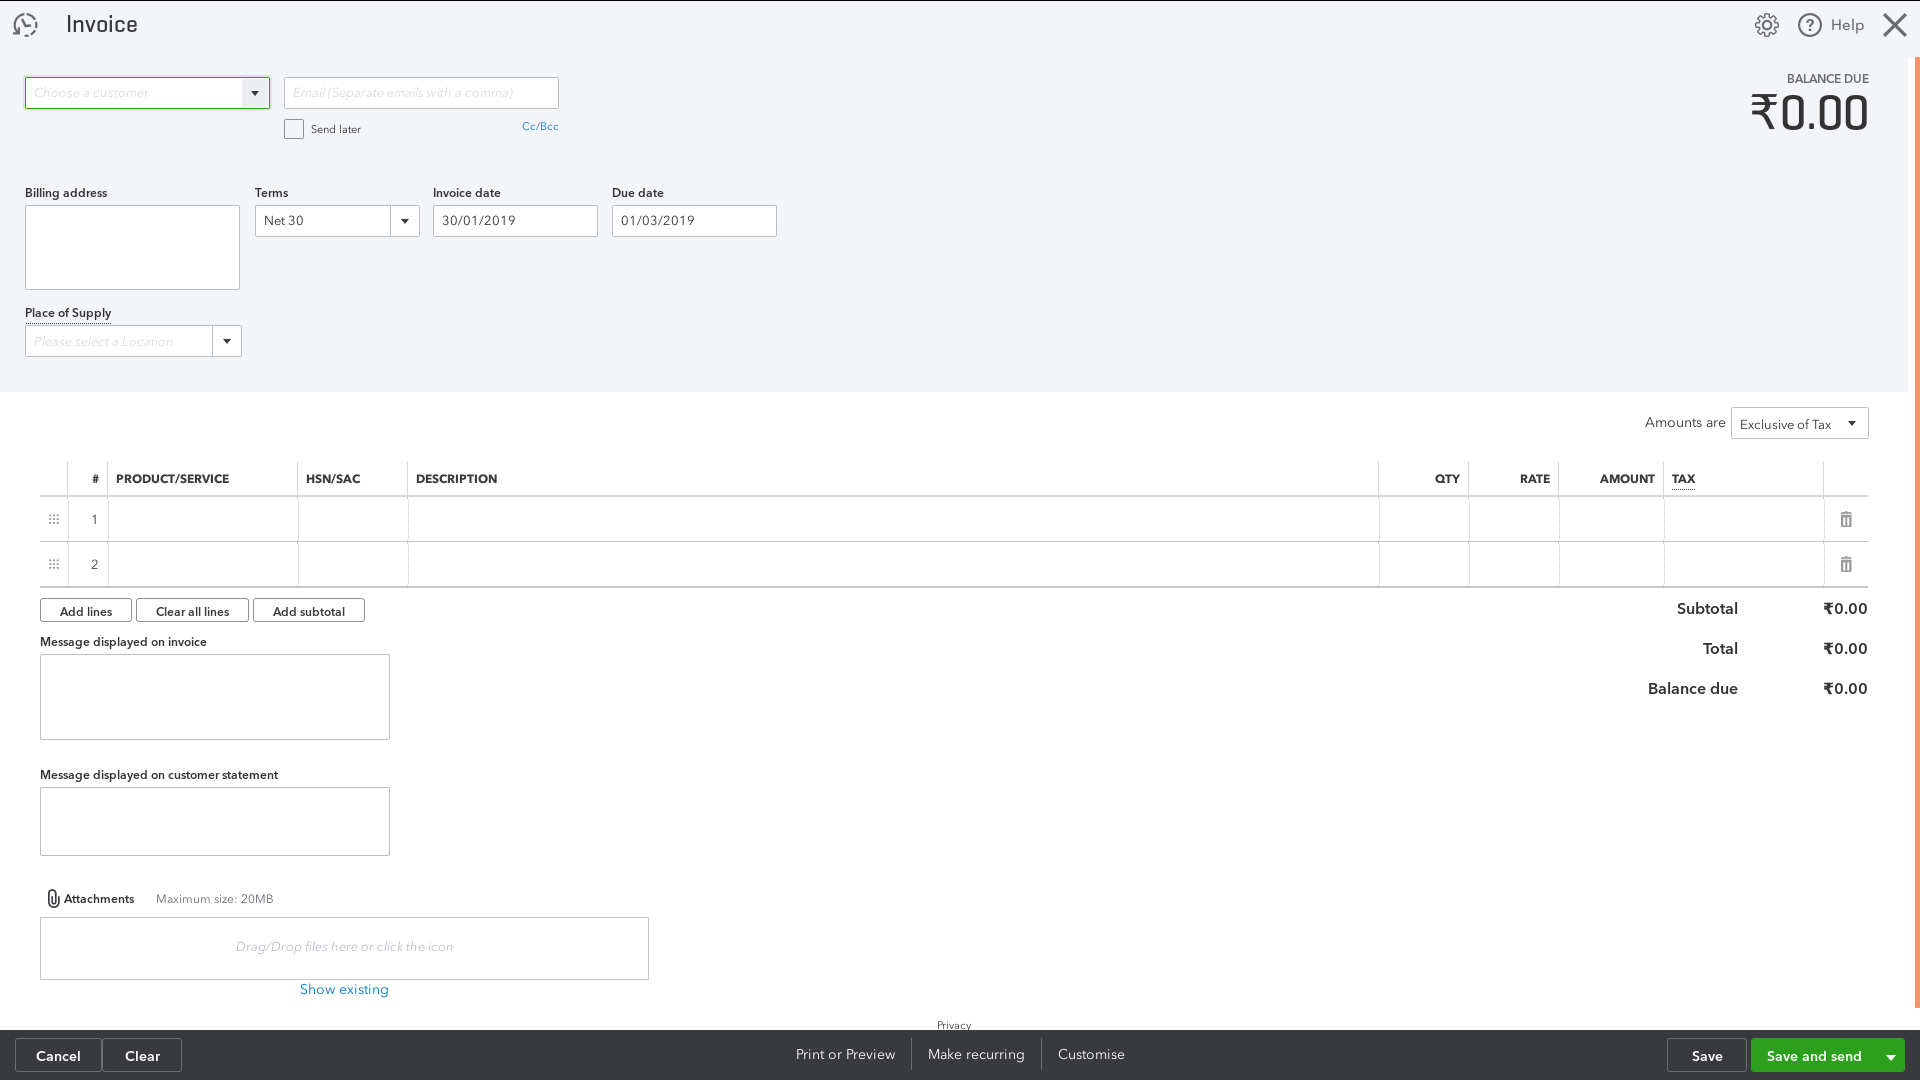 Invoice
Help
Choose a customer
Email (Separate emails with a comma)
Send later
Cc/Bcc
BALANCE DUE
₹0.00
Billing address
Terms
Invoice date
Due date
Net 30
30/01/2019
01/03/2019
Place of Supply
Please select a Location
Amounts are
Exclusive of Tax
# PRODUCT/SERVICE HSN/SAC DESCRIPTION QTY RATE AMOUNT TAX
1
2
Add lines
Clear all lines
Add subtotal
Subtotal ₹0.00
Message displayed on invoice
Total ₹0.00
Balance due ₹0.00
Message displayed on customer statement
Attachments
Maximum size: 20MB
Drag/Drop files here or click the icon
Show existing
Privacy
Cancel
Clear
Print or Preview
Make recurring
Customise
Save
Save and send